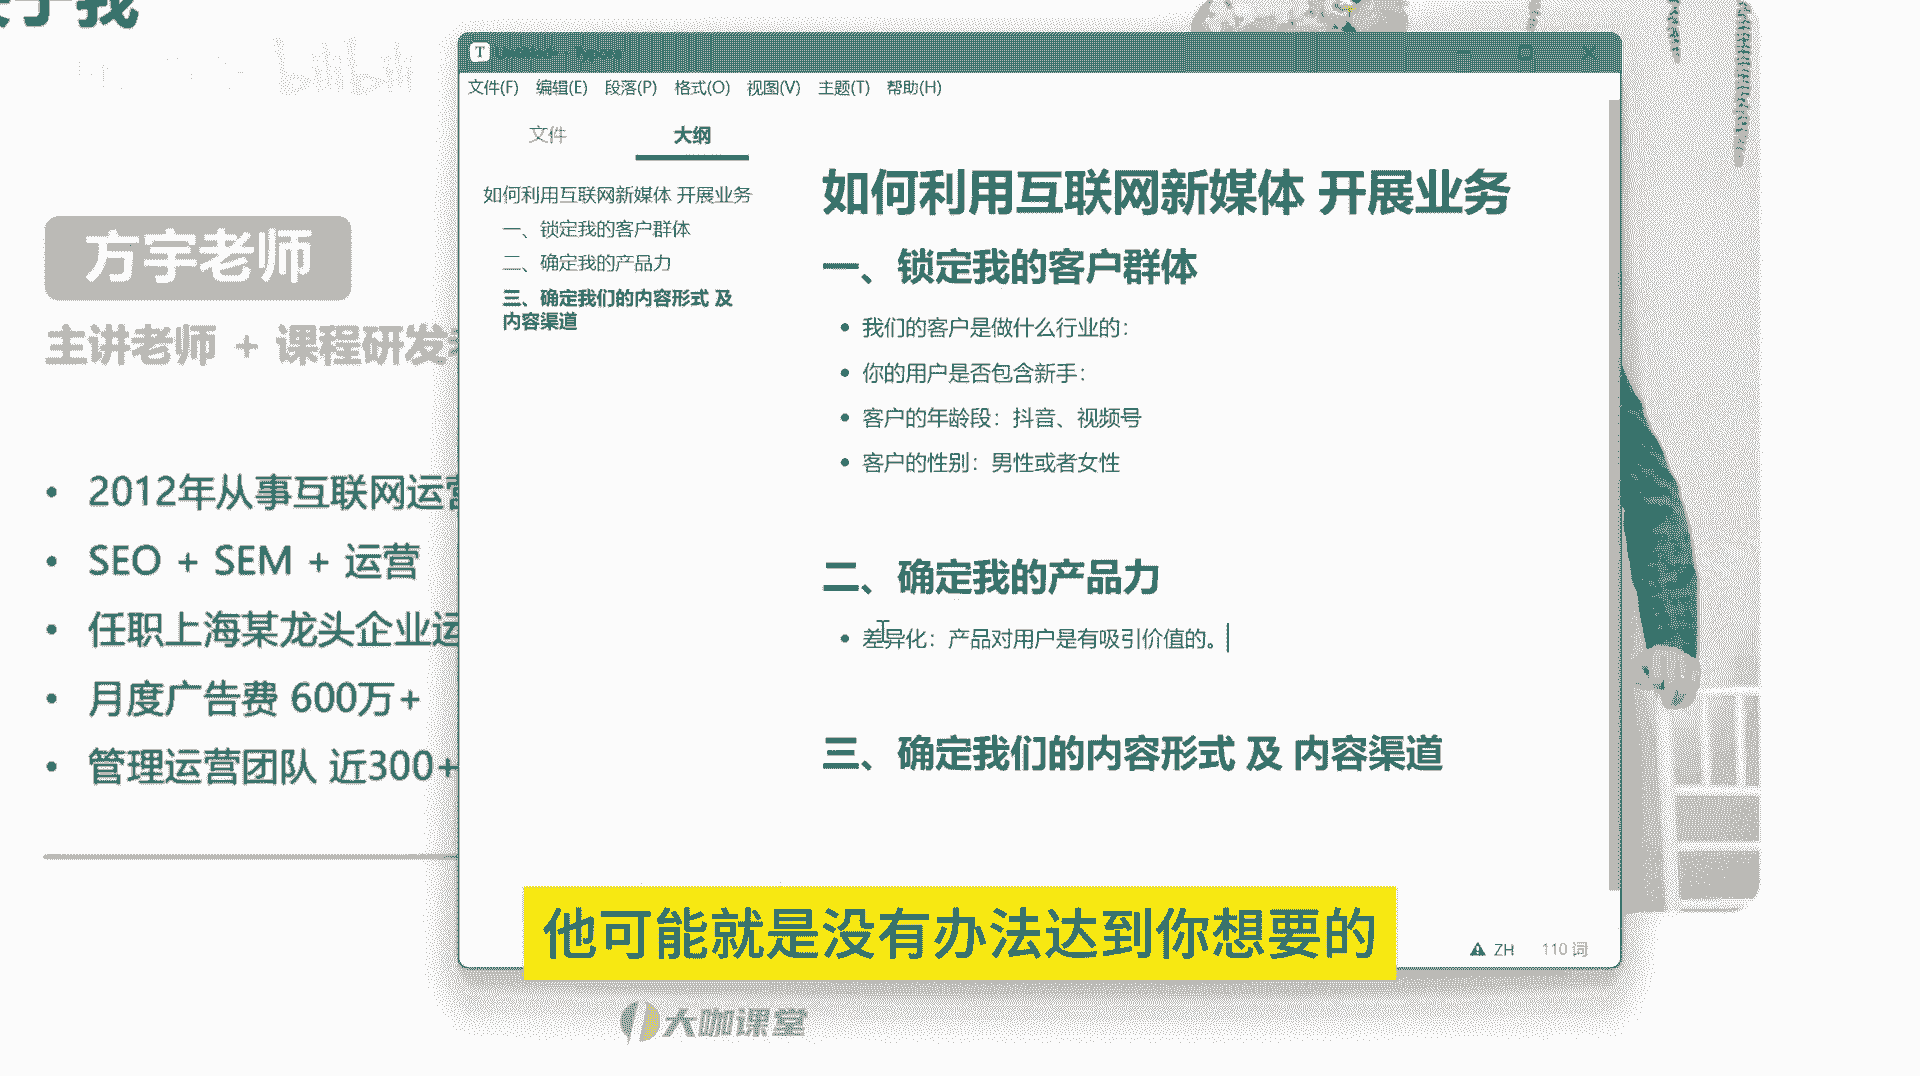 bilibili
方宇老师
主讲老师 + 课程研发
2012年从事互联网运营
SEO + SEM + 运营
任职上海某龙头企业运
月度广告费 600万+
管理运营团队 近300+
文件(F) 编辑(E) 段落(P) 格式(O) 视图(V) 主题(T) 帮助(H)
文件 大纲
如何利用互联网新媒体 开展业务
一、锁定我的客户群体
二、确定我的产品力
三、确定我们的内容形式 及
内容渠道
如何利用互联网新媒体 开展业务
一、锁定我的客户群体
我们的客户是做什么行业的：
你的用户是否包含新手：
客户的年龄段：抖音、视频号
客户的性别：男性或者女性
二、确定我的产品力
差异化：产品对用户是有吸引价值的。
三、确定我们的内容形式 及 内容渠道
ZH 110 词
他可能就是没有办法达到你想要的
大咖课堂